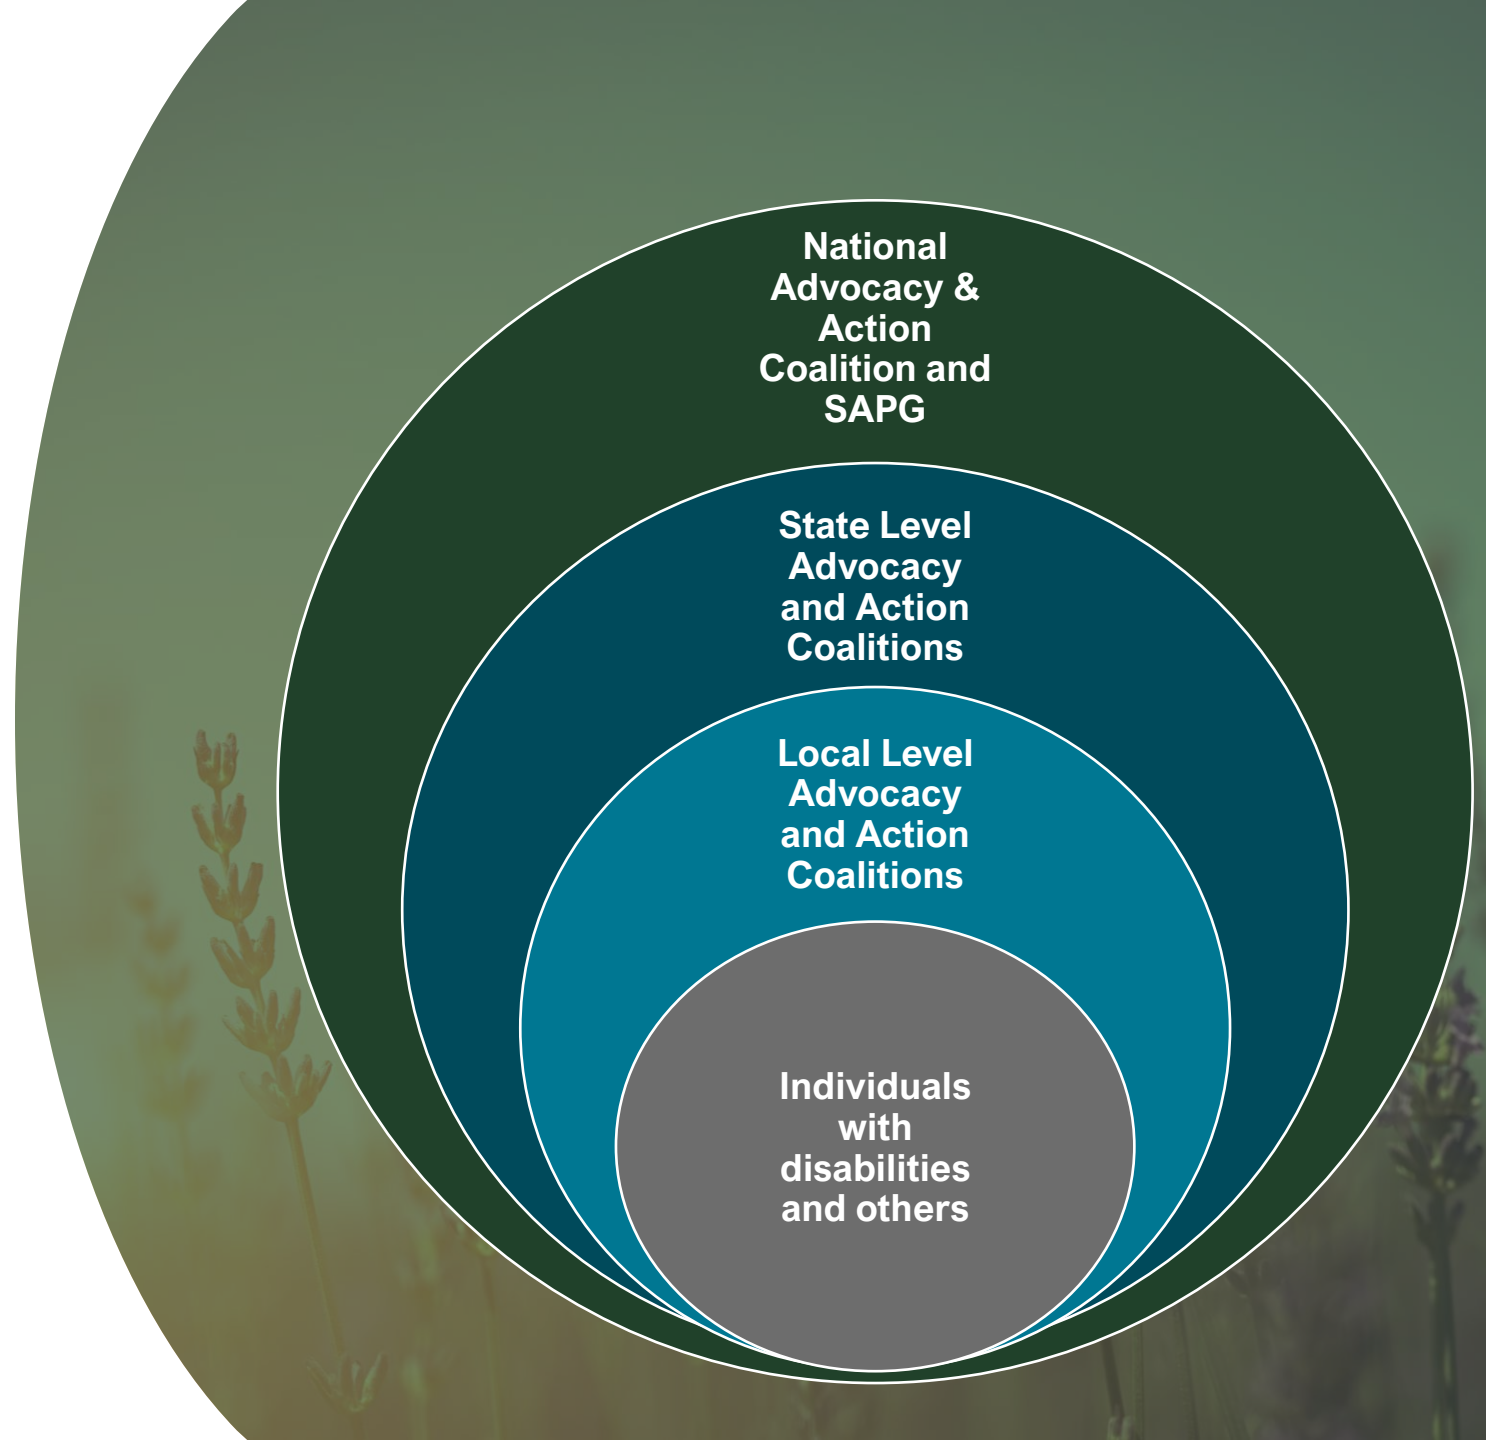 National
Advocacy &
Action
Coalition and
SAPG
State Level
Advocacy
and Action
Coalitions
Local Level
Advocacy
and Action
Coalitions
Individuals
with
disabilities
and others